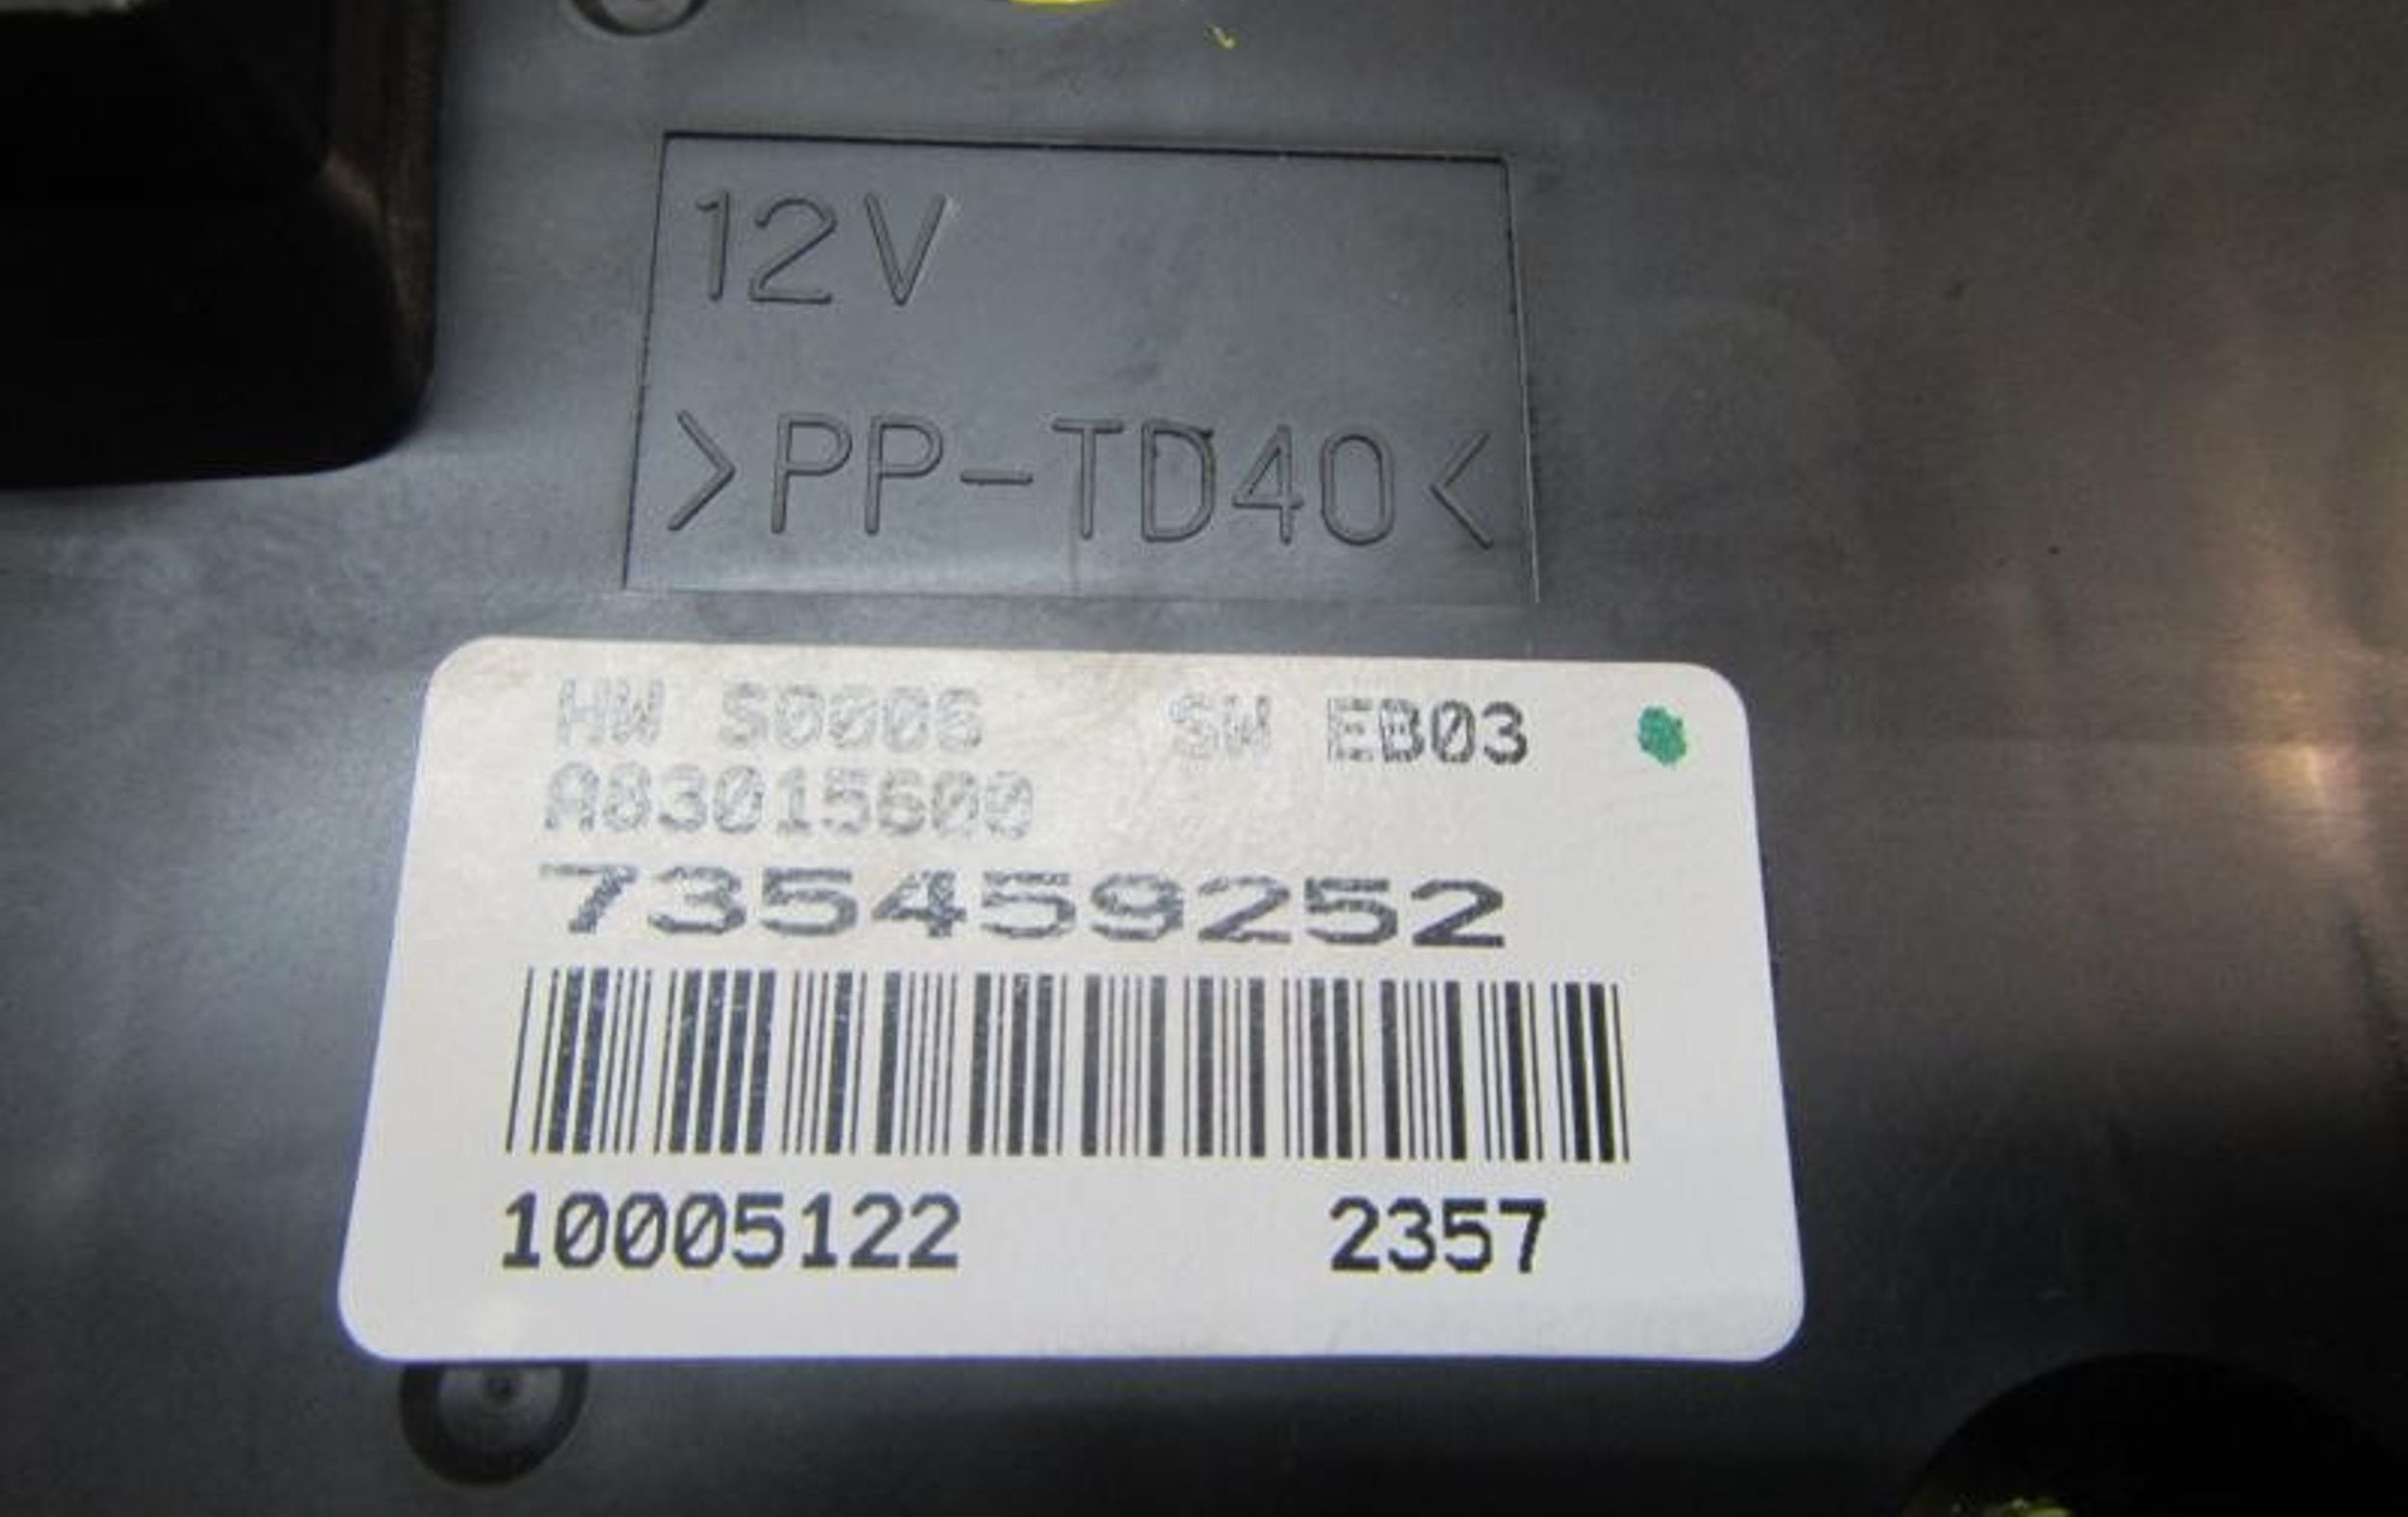 12V
>PP-TD40<
HW S0006 SW EB03
A83015600
735459252
10005122 2357